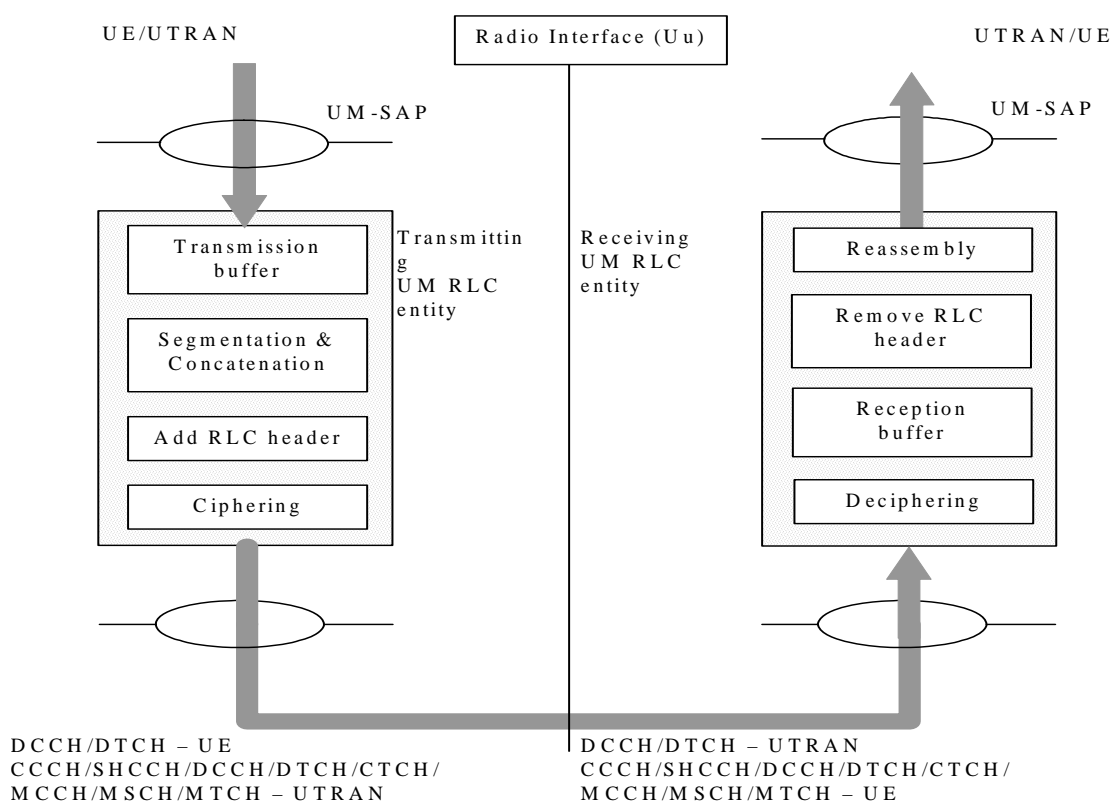 UE/UTRAN
Radio Interface (Uu)
UTRAN/UE
UM-SAP
UM-SAP
Transmission
buffer
Segmentation &
Concatenation
Add RLC header
Ciphering
Transmittin
g
UM RLC
entity
Receiving
UM RLC
entity
Reassembly
Remove RLC
header
Reception
buffer
Deciphering
DCCH/DTCH – UE
CCCH/SHCCH/DCCH/DTCH/CTCH/
MCCH/MSCH/MTCH – UTRAN
DCCH/DTCH – UTRAN
CCCH/SHCCH/DCCH/DTCH/CTCH/
MCCH/MSCH/MTCH – UE